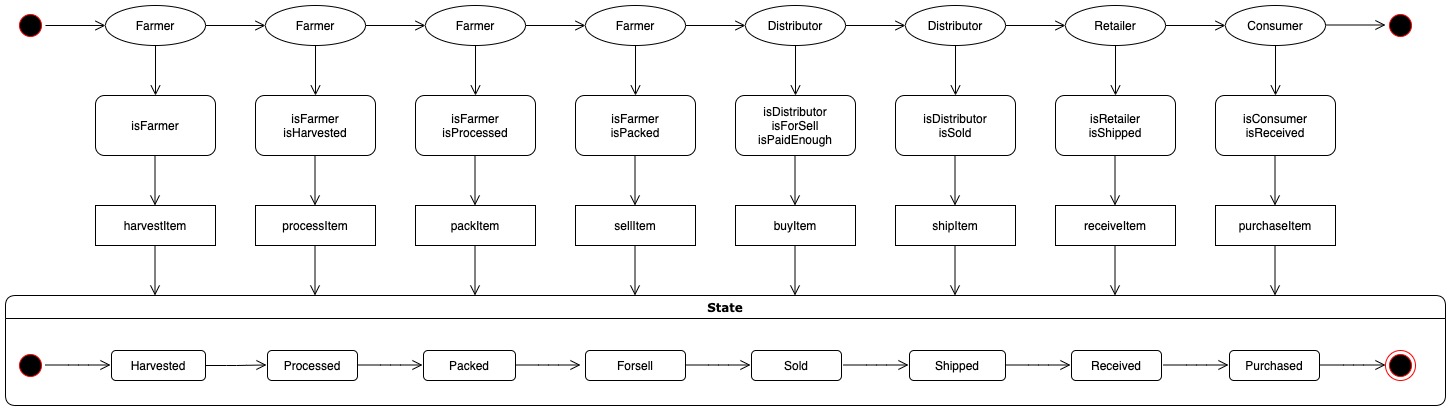 Farmer
Farmer
Farmer
Farmer
Distributor
Distributor
Retailer
Consumer
isFarmer
isFarmer
isHarvested
isFarmer
isProcessed
isFarmer
isPacked
isDistributor
isForSell
isPaidEnough
isDistributor
isSold
isRetailer
isShipped
isConsumer
isReceived
harvestItem
processItem
packItem
sellItem
buyItem
shipItem
receiveItem
purchaseItem
State
Harvested
Processed
Packed
Forsell
Sold
Shipped
Received
Purchased